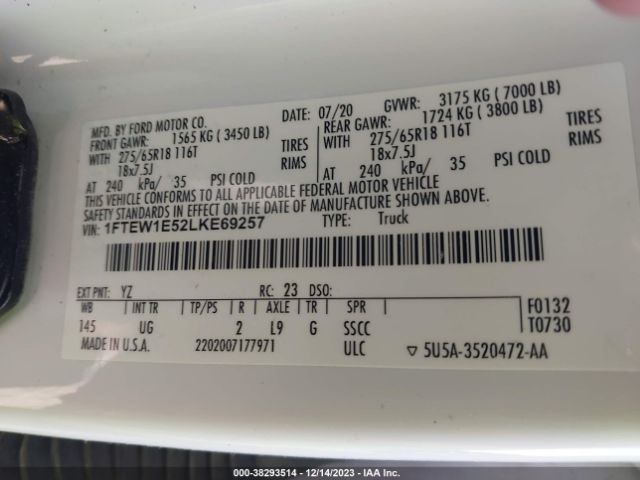 MFD. BY FORD MOTOR CO.
DATE: 07/20 GVWR: 3175 KG ( 7000 LB)
FRONT GAWR: 1565 KG ( 3450 LB) REAR GAWR: 1724 KG ( 3800 LB)
WITH 275/65R18 116T TIRES WITH 275/65R18 116T TIRES
18x7.5J RIMS 18x7.5J RIMS
AT 240 kPa/ 35 PSI COLD AT 240 kPa/ 35 PSI COLD
THIS VEHICLE CONFORMS TO ALL APPLICABLE FEDERAL MOTOR VEHICLE
SAFETY STANDARDS IN EFFECT ON THE DATE OF MANUFACTURE SHOWN ABOVE.
VIN: 1FTEW1E52LKE69257 TYPE: Truck
EXT PNT: YZ RC: 23 DSO:
WB INT TR TP/PS R AXLE TR SPR F0132
145 UG 2 L9 G SSCC T0730
MADE IN U.S.A. 2202007177971 ULC ▽ 5U5A-3520472-AA
000-38293514 - 12/14/2023 - IAA Inc.